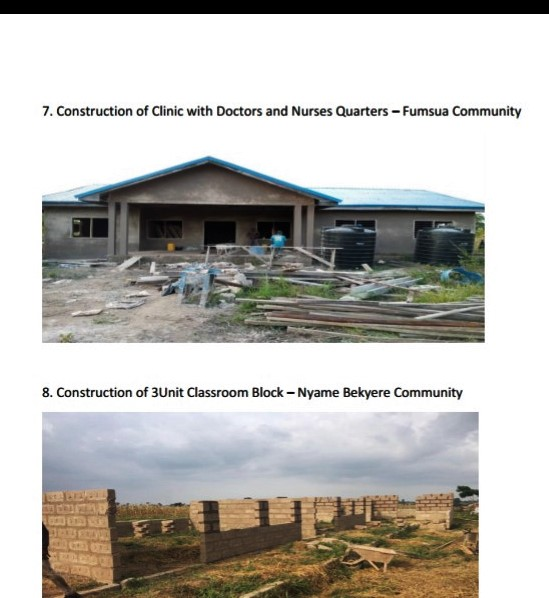 7. Construction of Clinic with Doctors and Nurses Quarters – Fumsua Community
8. Construction of 3Unit Classroom Block – Nyame Bekyere Community